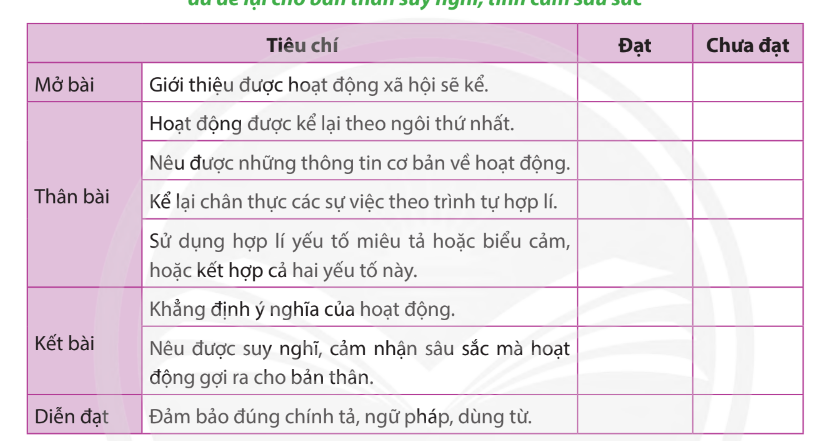 đã để lại cho bản thân suy nghĩ, tình cảm sâu sắc
Tiêu chí Đạt Chưa đạt
Mở bài Giới thiệu được hoạt động xã hội sẽ kể.
Thân bài
Hoạt động được kể lại theo ngôi thứ nhất.
Nêu được những thông tin cơ bản về hoạt động.
Kể lại chân thực các sự việc theo trình tự hợp lí.
Sử dụng hợp lí yếu tố miêu tả hoặc biểu cảm,
hoặc kết hợp cả hai yếu tố này.
Kết bài
Khẳng định ý nghĩa của hoạt động.
Nêu được suy nghĩ, cảm nhận sâu sắc mà hoạt
động gợi ra cho bản thân.
Diễn đạt Đảm bảo đúng chính tả, ngữ pháp, dùng từ.